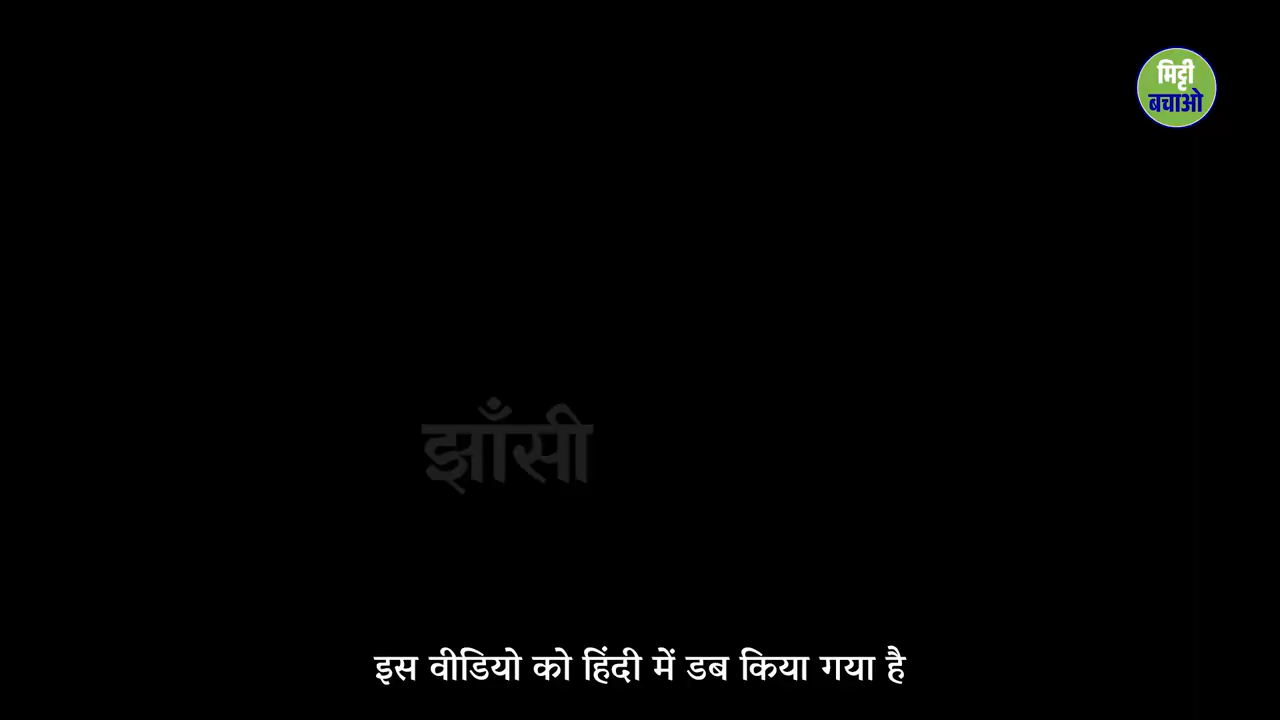 मिट्टी
बचाओ
झाँसी
इस वीडियो को हिंदी में डब किया गया है